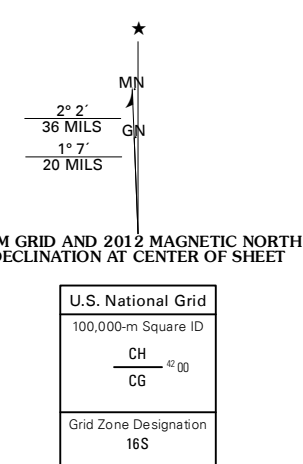 ★
MN
2° 2´
36 MILS
GN
1° 7´
20 MILS
M GRID AND 2012 MAGNETIC NORTH
DECLINATION AT CENTER OF SHEET
U.S. National Grid
100,000-m Square ID
CH
42 00
CG
Grid Zone Designation
16S